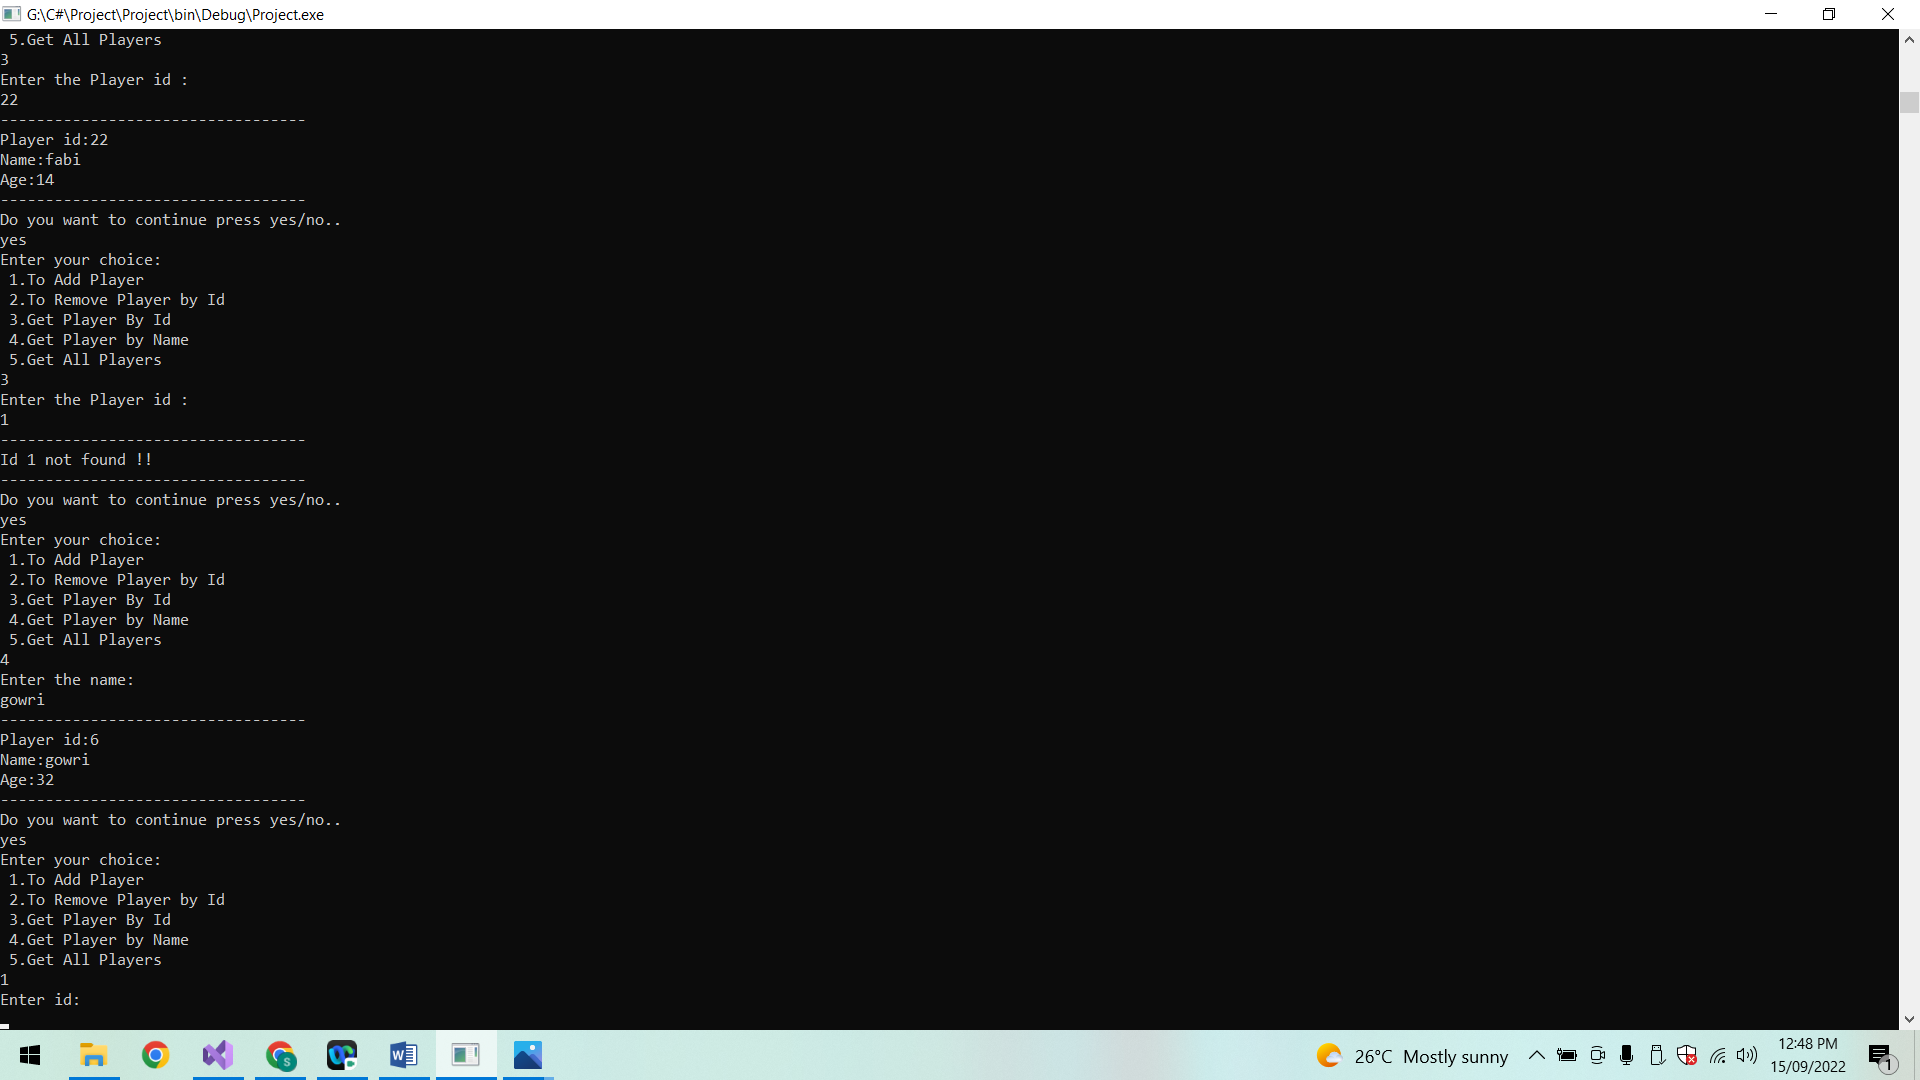 G:\C#\Project\Project\bin\Debug\Project.exe
5.Get All Players
3
Enter the Player id :
22
----------------------------------
Player id:22
Name:fabi
Age:14
----------------------------------
Do you want to continue press yes/no..
yes
Enter your choice:
1.To Add Player
2.To Remove Player by Id
3.Get Player By Id
4.Get Player by Name
5.Get All Players
3
Enter the Player id :
1
----------------------------------
Id 1 not found !!
----------------------------------
Do you want to continue press yes/no..
yes
Enter your choice:
1.To Add Player
2.To Remove Player by Id
3.Get Player By Id
4.Get Player by Name
5.Get All Players
4
Enter the name:
gowri
----------------------------------
Player id:6
Name:gowri
Age:32
----------------------------------
Do you want to continue press yes/no..
yes
Enter your choice:
1.To Add Player
2.To Remove Player by Id
3.Get Player By Id
4.Get Player by Name
5.Get All Players
1
Enter id:
26°C Mostly sunny
12:48 PM
15/09/2022
1